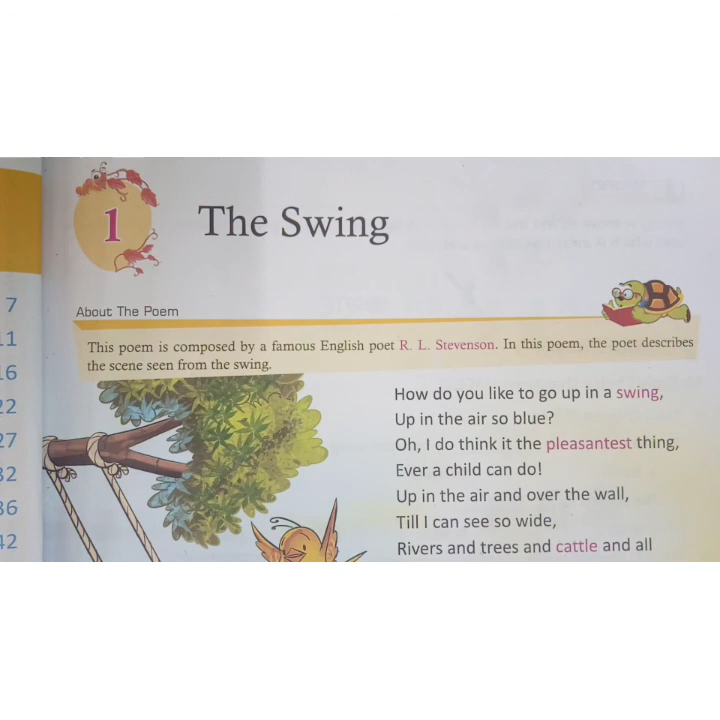 1
The Swing
About The Poem
This poem is composed by a famous English poet R. L. Stevenson. In this poem, the poet describes
the scene seen from the swing.
How do you like to go up in a swing,
Up in the air so blue?
Oh, I do think it the pleasantest thing,
Ever a child can do!
Up in the air and over the wall,
Till I can see so wide,
Rivers and trees and cattle and all
7
11
16
22
27
32
36
42